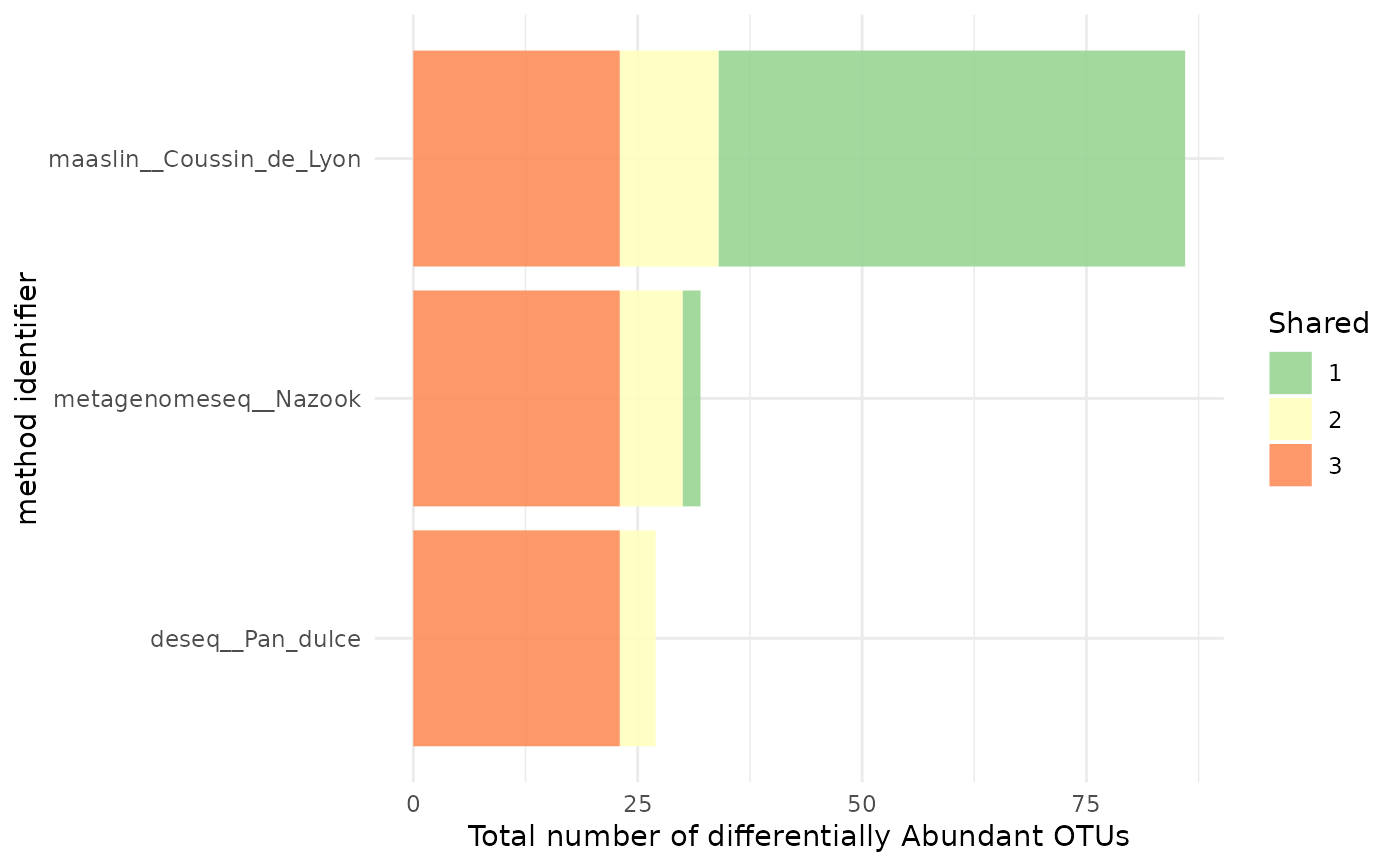 method identifier
maaslin__Coussin_de_Lyon
metagenomeseq__Nazook
deseq__Pan_dulce
0 25 50 75
Total number of differentially Abundant OTUs
Shared
1
2
3